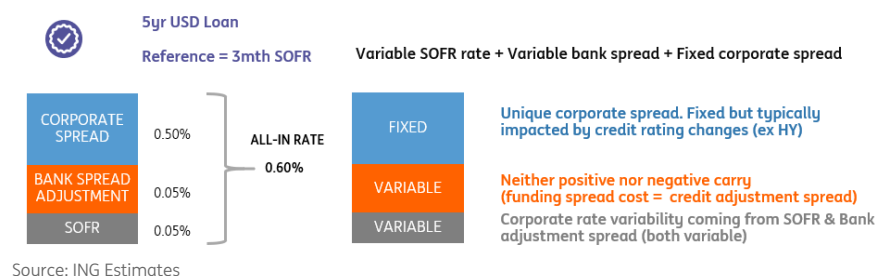 5yr USD Loan
Reference = 3mth SOFR
Variable SOFR rate + Variable bank spread + Fixed corporate spread
CORPORATE
SPREAD
0.50%
BANK SPREAD
ADJUSTMENT
0.05%
SOFR
0.05%
ALL-IN RATE
0.60%
FIXED
Unique corporate spread. Fixed but typically
impacted by credit rating changes (ex HY)
VARIABLE
Neither positive nor negative carry
(funding spread cost = credit adjustment spread)
VARIABLE
Corporate rate variability coming from SOFR & Bank
adjustment spread (both variable)
Source: ING Estimates